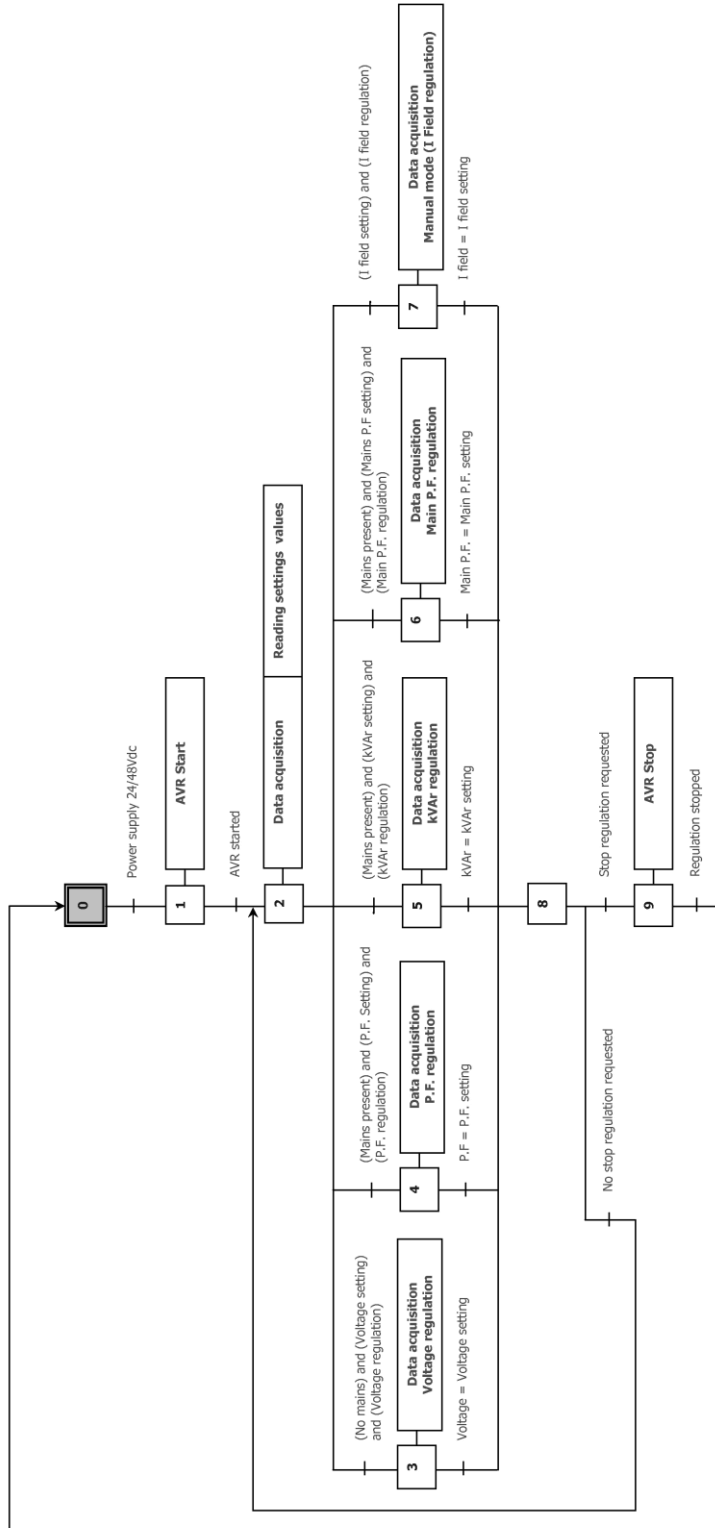 0
Power supply 24/48Vdc
1
AVR Start
AVR started
2
Data acquisition
Reading settings values
(No mains) and (Voltage setting)
and (Voltage regulation)
(Mains present) and (P.F. Setting) and
(P.F. regulation)
(Mains present) and (kVAr setting) and
(kVAr regulation)
(Mains present) and (Mains P.F setting) and
(Main P.F. regulation)
(I field setting) and (I field regulation)
3
Data acquisition
Voltage regulation
4
Data acquisition
P.F. regulation
5
Data acquisition
kVAr regulation
6
Data acquisition
Main P.F. regulation
7
Data acquisition
Manual mode (I Field regulation)
Voltage = Voltage setting
P.F = P.F. setting
kVAr = kVAr setting
Main P.F. = Main P.F. setting
I field = I field setting
8
No stop regulation requested
Stop regulation requested
9
AVR Stop
Regulation stopped